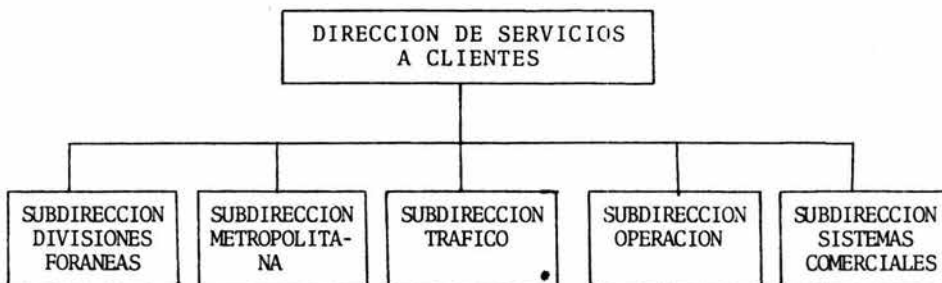 DIRECCION DE SERVICIOS
A CLIENTES
SUBDIRECCION
DIVISIONES
FORANEAS
SUBDIRECCION
METROPOLITA-
NA
SUBDIRECCION
TRAFICO
SUBDIRECCION
OPERACION
SUBDIRECCION
SISTEMAS
COMERCIALES